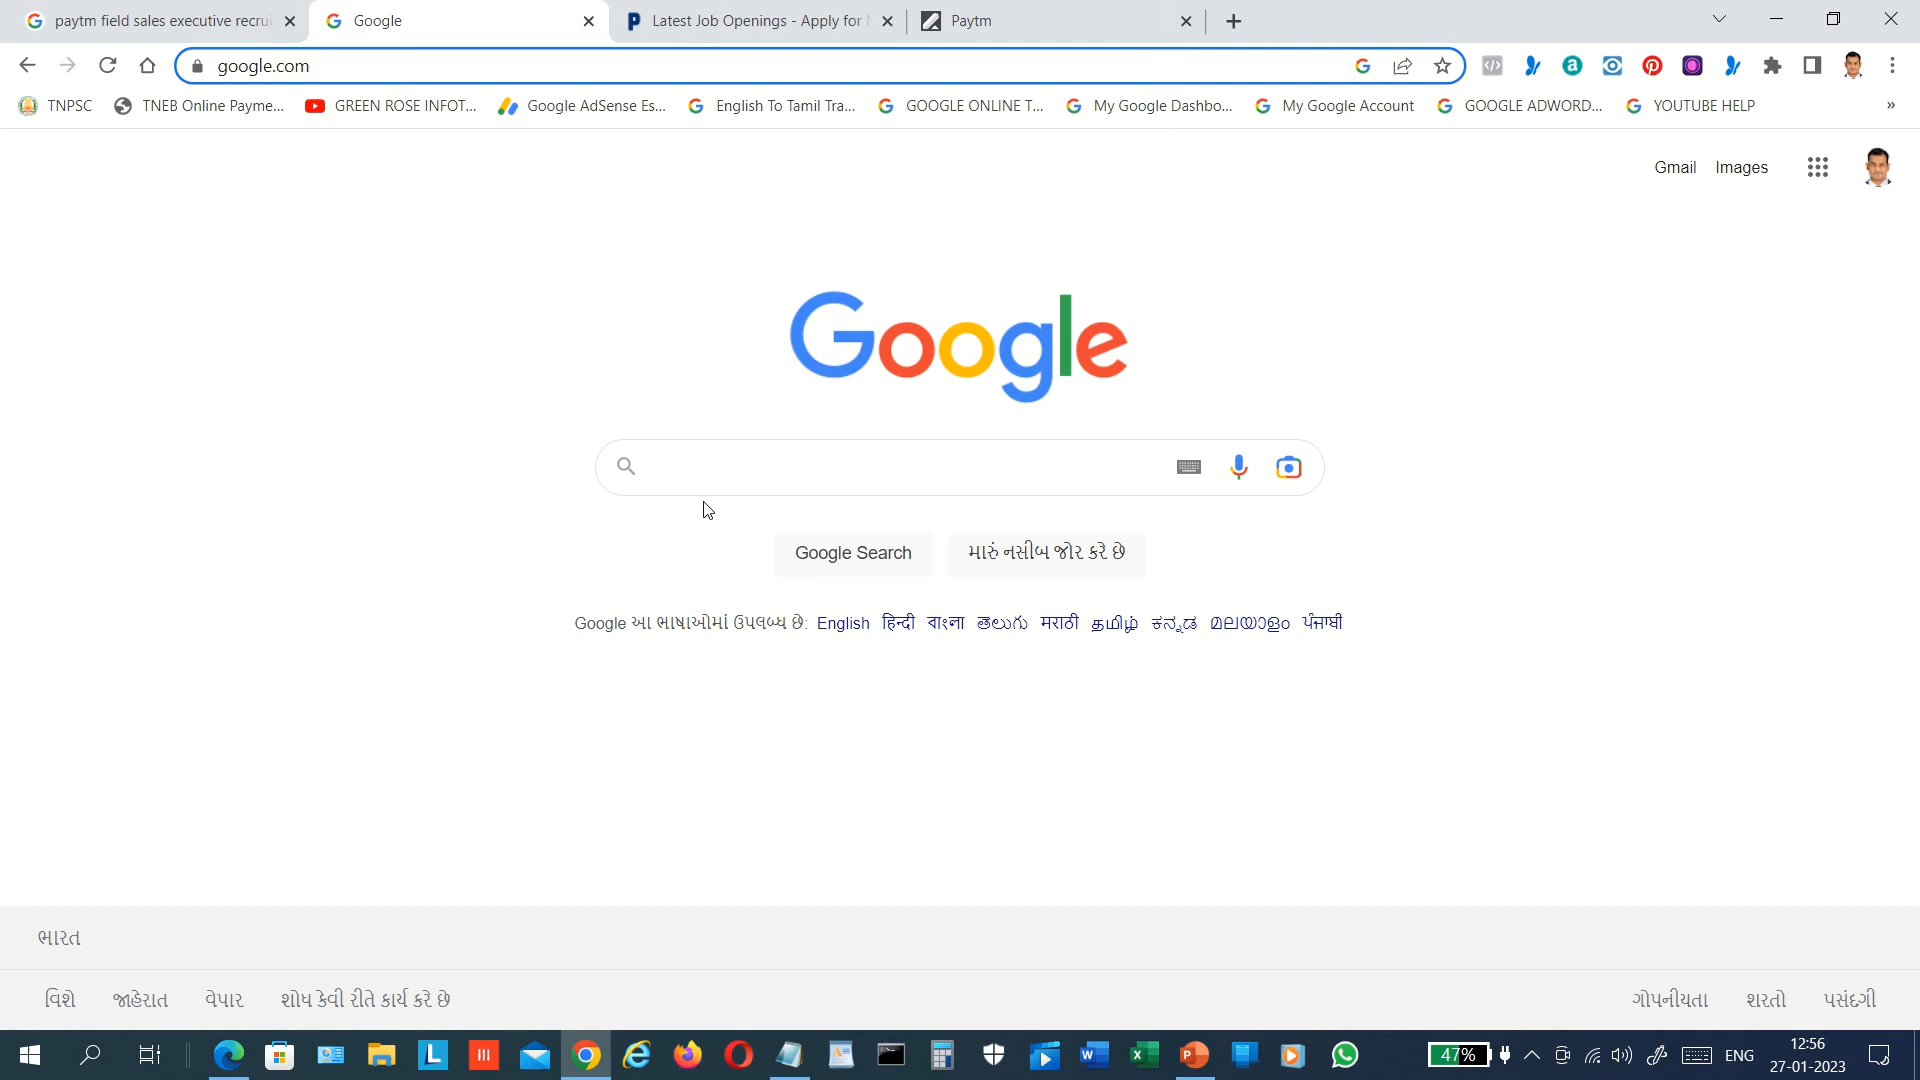 paytm field sales executive recrui
Google
Latest Job Openings - Apply for
Paytm
google.com
TNPSC
TNEB Online Payme...
GREEN ROSE INFOT...
Google AdSense Es...
English To Tamil Tra...
GOOGLE ONLINE T...
My Google Dashbo...
My Google Account
GOOGLE ADWORD...
YOUTUBE HELP
»
Gmail Images
Google
Google Search
મારું નસીબ જોર કરે છે
Google આ ભાષાઓમાં ઉપલબ્ધ છે: English हिन्दी বাংলা తెలుగు मराठी தமிழ் ಕನ್ನಡ മലയാളം ਪੰਜਾਬੀ
ભારત
વિશે જાહેરાત વેપાર શોધ કેવી રીતે કાર્ય કરે છે
ગોપનીયતા શરતો પસંદગી
47%
ENG
12:56
27-01-2023